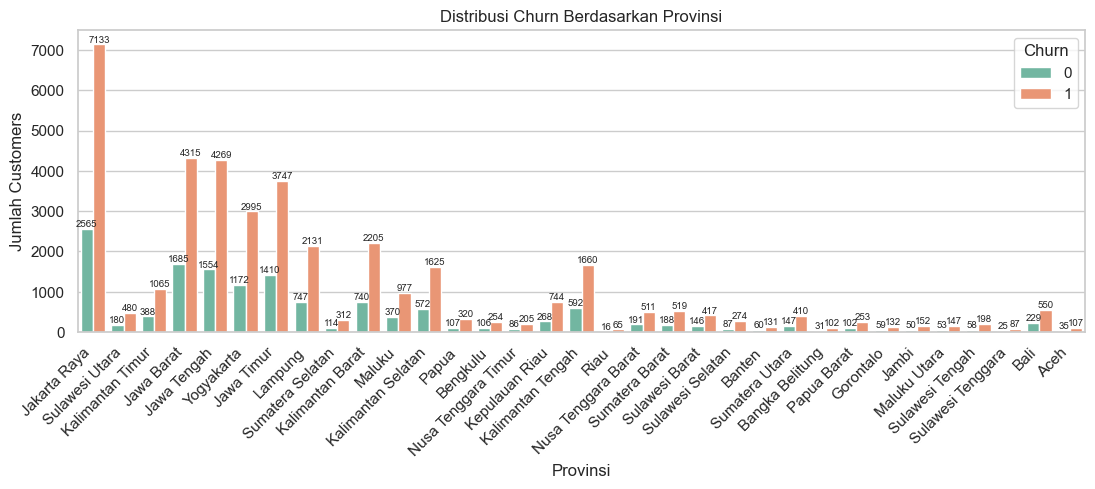 Distribusi Churn Berdasarkan Provinsi
Jumlah Customers
7000
6000
5000
4000
3000
2000
1000
0
Churn
0
1
2565 7133
180 480
388 1065
1685 4315
1554 4269
1172 2995
1410 3747
747 2131
114 312
740 2205
370 977
572 1625
107 320
106 254
86 205
268 744
592 1660
16 65
191 511
188 519
146 417
87 274
60 131
147 410
31 102
102 253
59 132
50 152
53 147
58 198
25 87
229 550
35 107
Jakarta Raya
Sulawesi Utara
Kalimantan Timur
Jawa Barat
Jawa Tengah
Yogyakarta
Jawa Timur
Lampung
Sumatera Selatan
Kalimantan Barat
Maluku
Kalimantan Selatan
Papua
Bengkulu
Nusa Tenggara Timur
Kepulauan Riau
Kalimantan Tengah
Riau
Nusa Tenggara Barat
Sumatera Barat
Sulawesi Barat
Sulawesi Selatan
Banten
Sumatera Utara
Bangka Belitung
Papua Barat
Gorontalo
Jambi
Maluku Utara
Sulawesi Tengah
Sulawesi Tenggara
Bali
Aceh
Provinsi